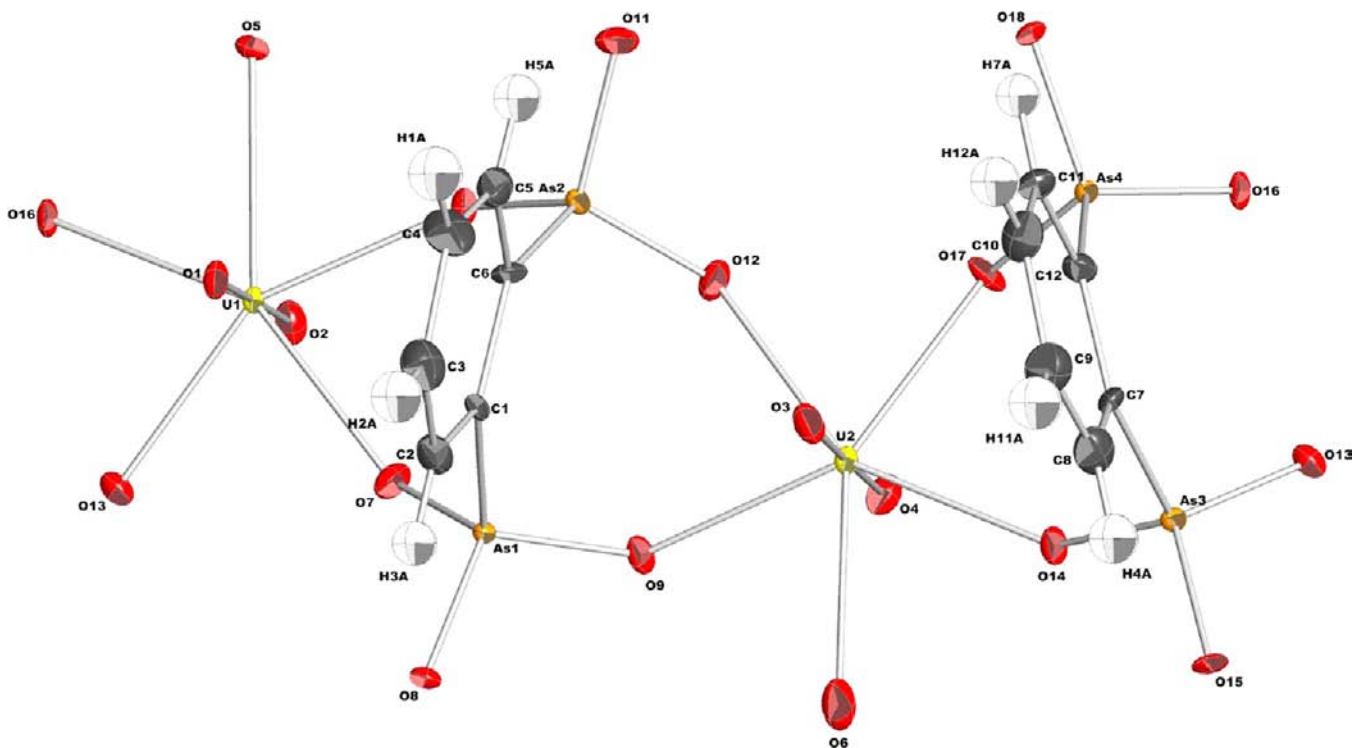 O5
O11
O18
H5A
H7A
H1A
H12A
C5
As2
C11
As4
O16
O16
C4
C10
O12
O17
C12
C6
O1
U1
O2
C3
C9
C1
C7
H2A
O3
H11A
U2
C2
C8
O13
O7
O4
As3
O13
As1
H3A
O9
O14
H4A
O8
O15
O6